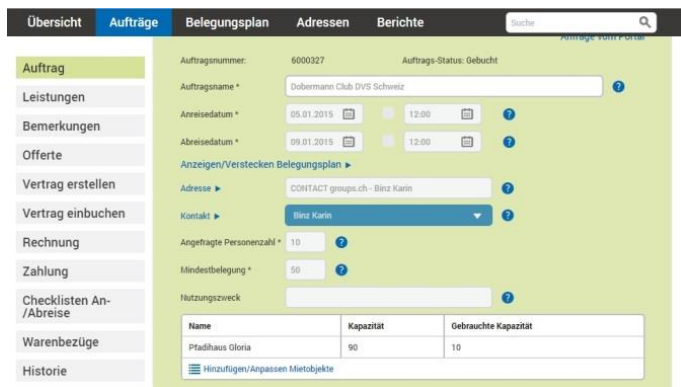 Übersicht Aufträge Belegungsplan Adressen Berichte Suche
Anfrage vom Portal
Auftrag
Leistungen
Bemerkungen
Offerte
Vertrag erstellen
Vertrag einbuchen
Rechnung
Zahlung
Checklisten An-
/Abreise
Warenbezüge
Historie
Auftragsnummer: 6000327 Auftrags-Status: Gebucht
Auftragsname * Dobermann Club DVS Schweiz ?
Anreisedatum * 05.01.2015 12:00 ?
Abreisedatum * 09.01.2015 12:00 ?
Anzeigen/Verstecken Belegungsplan ►
Adresse ► CONTACT groups.ch - Binz Karin ?
Kontakt ► Binz Karin ?
Angefragte Personenzahl * 10 ?
Mindestbelegung * 50 ?
Nutzungszweck ?
Name Kapazität Gebrauchte Kapazität
Pfadihaus Gloria 90 10
Hinzufügen/Anpassen Mietobjekte